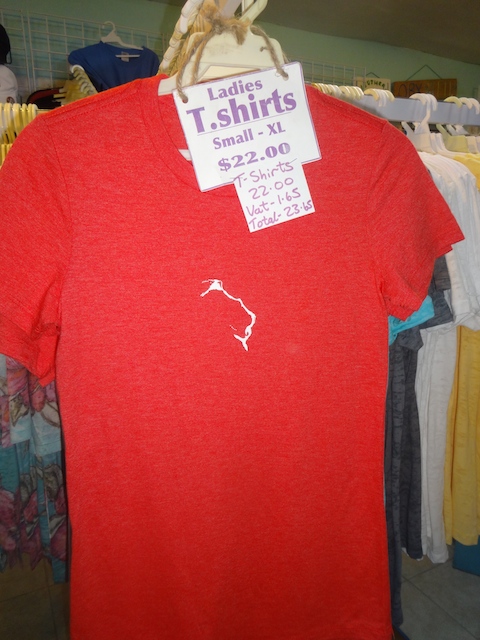 Ladies
T.shirts
Small - XL
$22.00
T-Shirts
22.00
Vat - 1.65
Total - 23.65